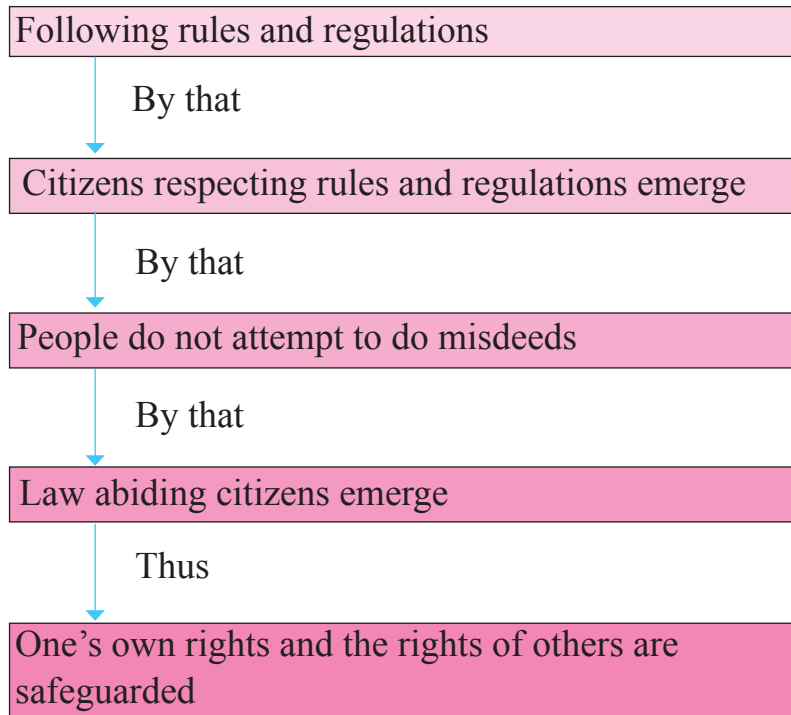 Following rules and regulations
By that
Citizens respecting rules and regulations emerge
By that
People do not attempt to do misdeeds
By that
Law abiding citizens emerge
Thus
One’s own rights and the rights of others are
safeguarded